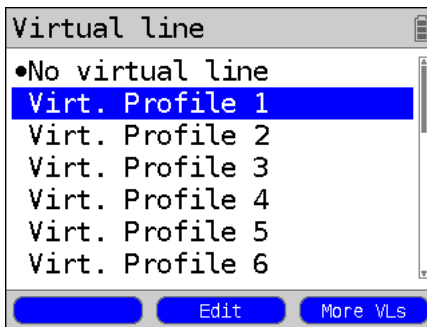 Virtual line
•No virtual line
Virt. Profile 1
Virt. Profile 2
Virt. Profile 3
Virt. Profile 4
Virt. Profile 5
Virt. Profile 6
Edit
More VLs